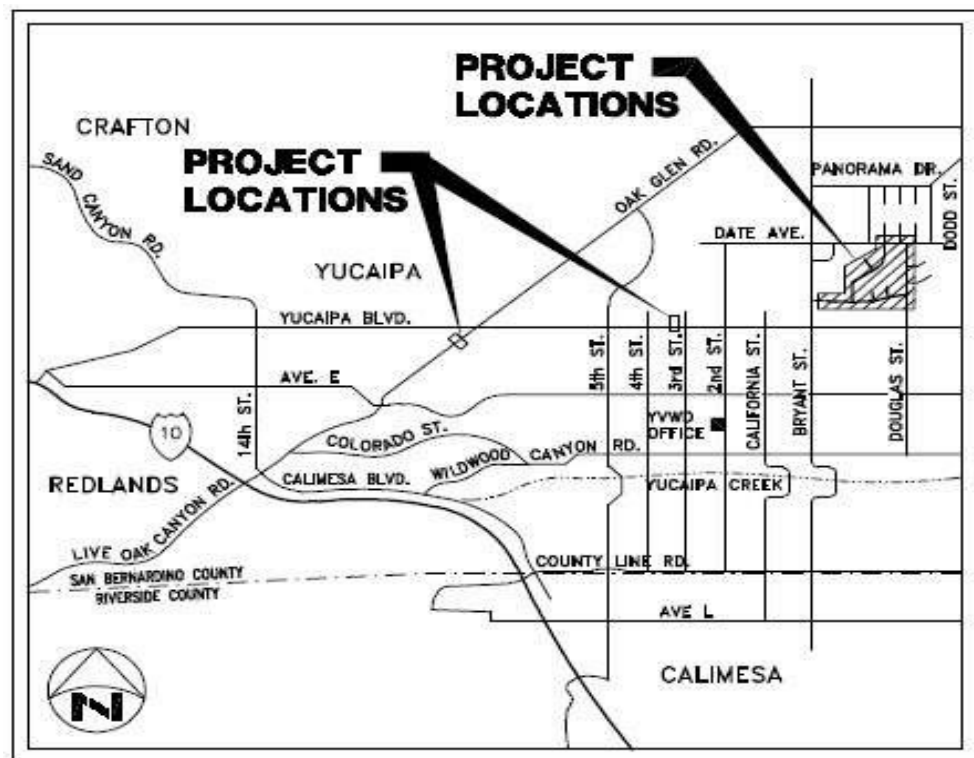 PROJECT
LOCATIONS
CRAFTON
PROJECT
LOCATIONS
SAND CANYON RD.
OAK GLEN RD.
PANORAMA DR.
DODD ST.
DATE AVE.
YUCAIPA
YUCAIPA BLVD.
AVE. E
14th ST.
5th ST.
4th ST.
3rd ST.
2nd ST.
CALIFORNIA ST.
BRYANT ST.
DOUGLAS ST.
YVWD
OFFICE
10
COLORADO ST.
WILDWOOD CANYON RD.
REDLANDS
CALIMESA BLVD.
YUCAIPA CREEK
LIVE OAK CANYON RD.
SAN BERNARDINO COUNTY
RIVERSIDE COUNTY
COUNTY LINE RD.
AVE L
CALIMESA
N